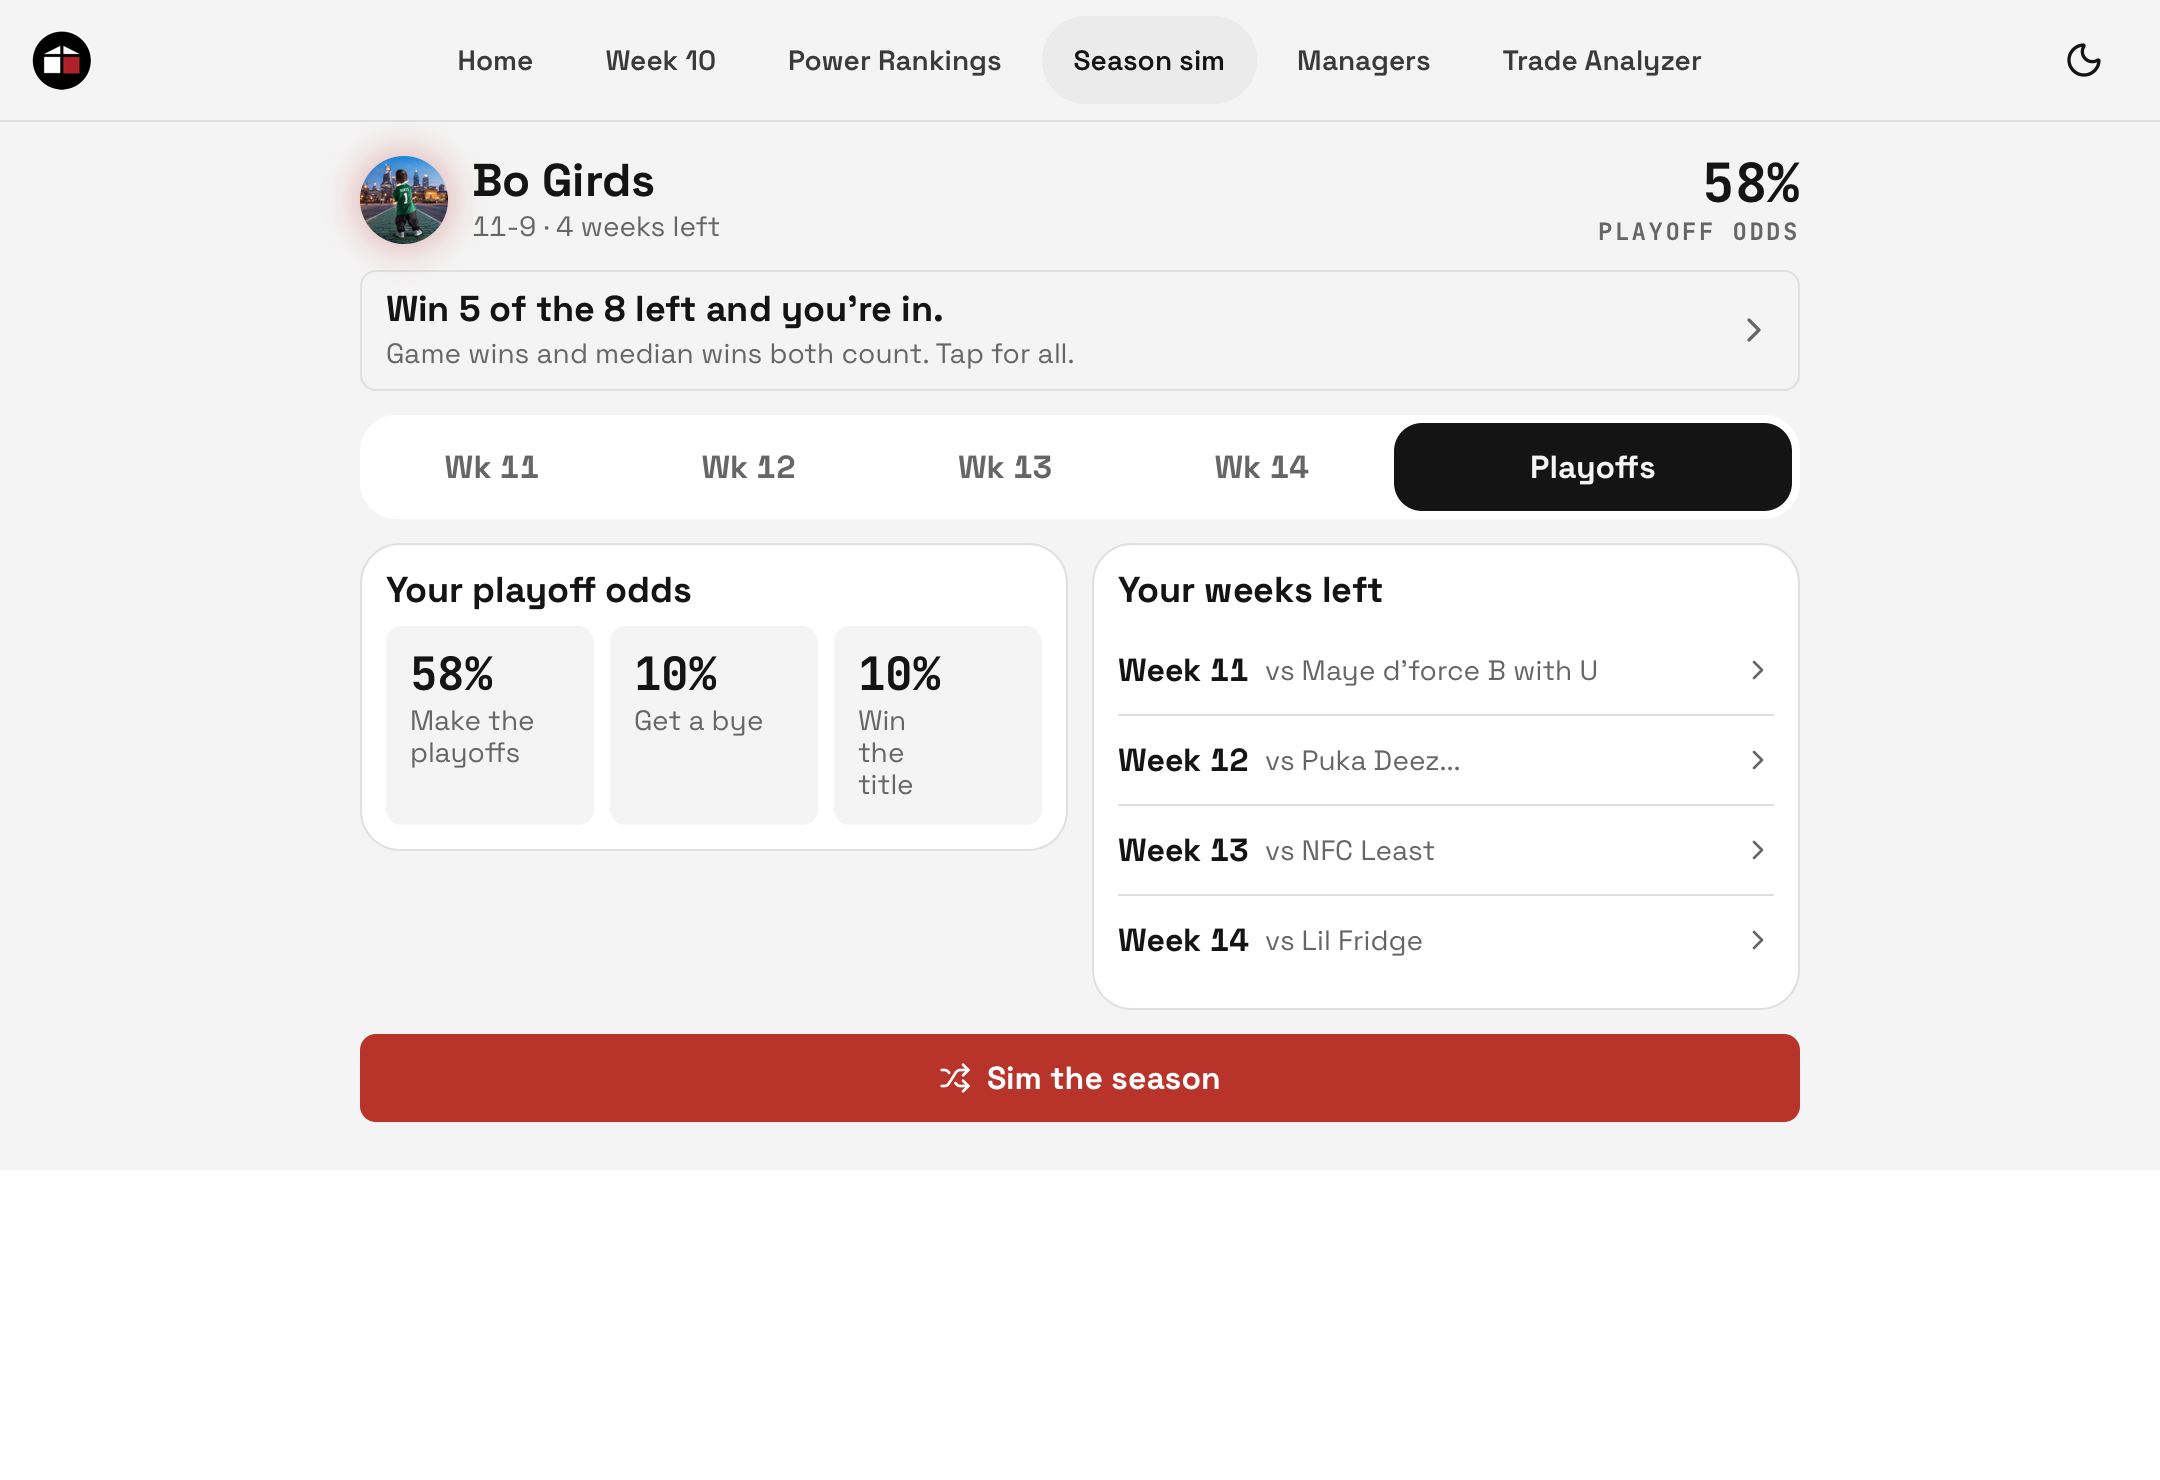 Home Week 10 Power Rankings Season sim Managers Trade Analyzer
Bo Girds
11-9 · 4 weeks left
58%
PLAYOFF ODDS
Win 5 of the 8 left and you’re in.
Game wins and median wins both count. Tap for all.
Wk 11 Wk 12 Wk 13 Wk 14 Playoffs
Your playoff odds
58%
Make the
playoffs
10%
Get a bye
10%
Win
the
title
Your weeks left
Week 11 vs Maye d’force B with U
Week 12 vs Puka Deez...
Week 13 vs NFC Least
Week 14 vs Lil Fridge
Sim the season